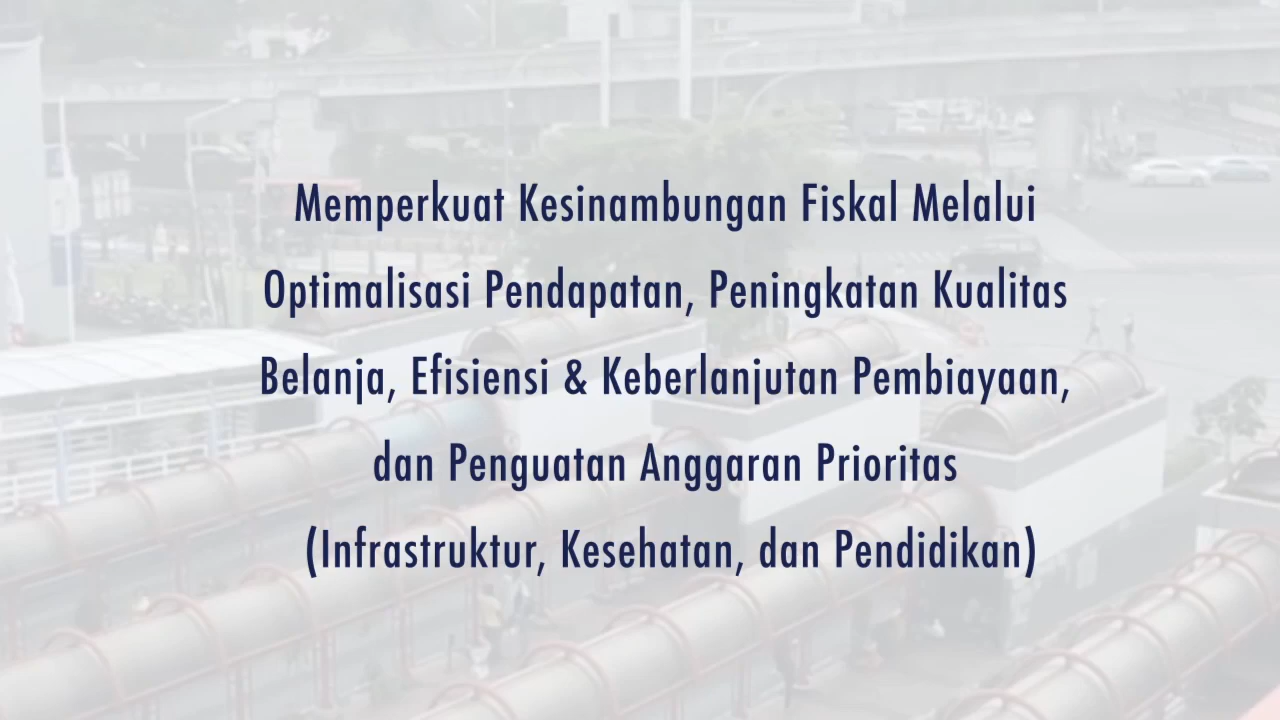 Memperkuat Kesinambungan Fiskal Melalui
Optimalisasi Pendapatan, Peningkatan Kualitas
Belanja, Efisiensi & Keberlanjutan Pembiayaan,
dan Penguatan Anggaran Prioritas
(Infrastruktur, Kesehatan, dan Pendidikan)